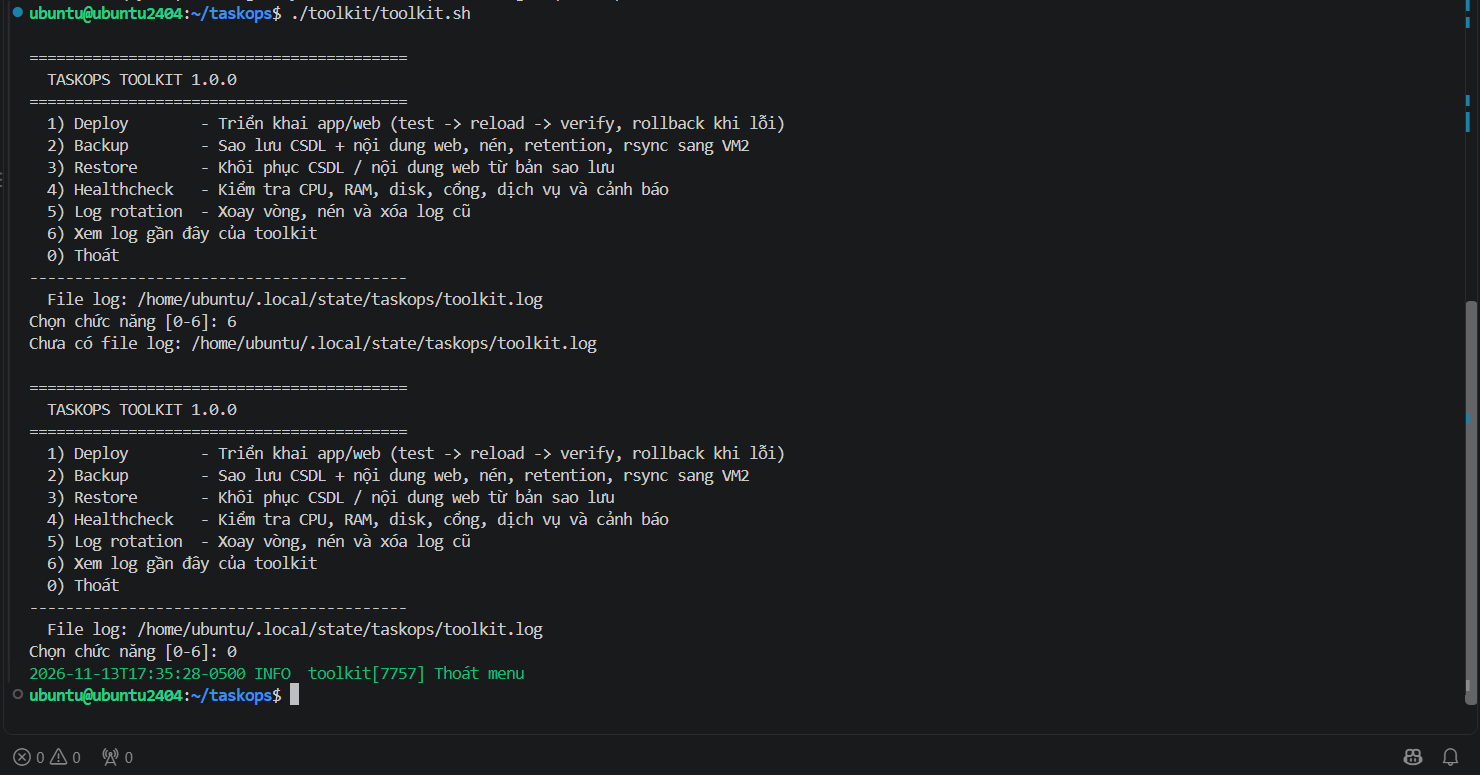 ubuntu@ubuntu2404:~/taskops$ ./toolkit/toolkit.sh
==========================================
TASKOPS TOOLKIT 1.0.0
==========================================
1) Deploy - Triển khai app/web (test -> reload -> verify, rollback khi lỗi)
2) Backup - Sao lưu CSDL + nội dung web, nén, retention, rsync sang VM2
3) Restore - Khôi phục CSDL / nội dung web từ bản sao lưu
4) Healthcheck - Kiểm tra CPU, RAM, disk, cổng, dịch vụ và cảnh báo
5) Log rotation - Xoay vòng, nén và xóa log cũ
6) Xem log gần đây của toolkit
0) Thoát
------------------------------------------
File log: /home/ubuntu/.local/state/taskops/toolkit.log
Chọn chức năng [0-6]: 6
Chưa có file log: /home/ubuntu/.local/state/taskops/toolkit.log
==========================================
TASKOPS TOOLKIT 1.0.0
==========================================
1) Deploy - Triển khai app/web (test -> reload -> verify, rollback khi lỗi)
2) Backup - Sao lưu CSDL + nội dung web, nén, retention, rsync sang VM2
3) Restore - Khôi phục CSDL / nội dung web từ bản sao lưu
4) Healthcheck - Kiểm tra CPU, RAM, disk, cổng, dịch vụ và cảnh báo
5) Log rotation - Xoay vòng, nén và xóa log cũ
6) Xem log gần đây của toolkit
0) Thoát
------------------------------------------
File log: /home/ubuntu/.local/state/taskops/toolkit.log
Chọn chức năng [0-6]: 0
2026-11-13T17:35:28-0500 INFO toolkit[7757] Thoát menu
ubuntu@ubuntu2404:~/taskops$
0 0 0